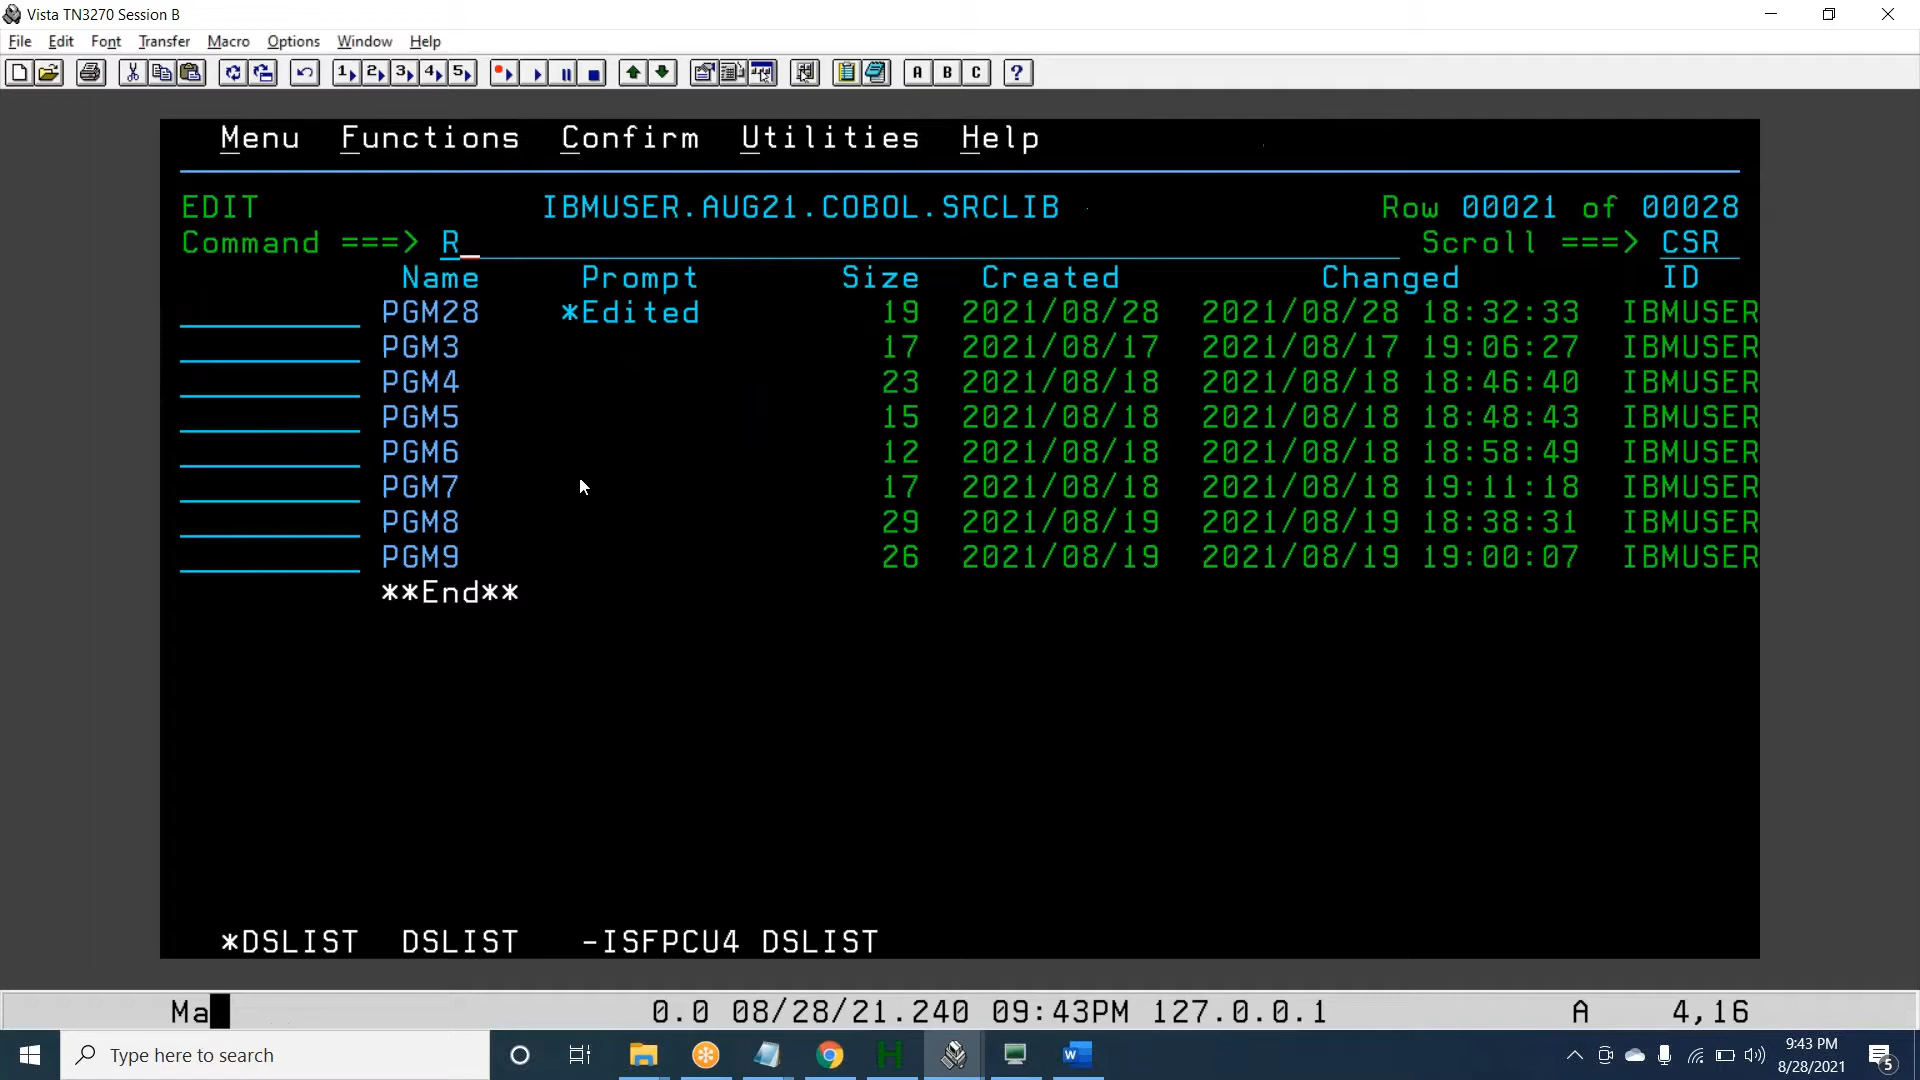 Vista TN3270 Session B
File Edit Font Transfer Macro Options Window Help
1 2 3 4 5 A B C ?
Menu Functions Confirm Utilities Help
EDIT IBMUSER.AUG21.COBOL.SRCLIB Row 00021 of 00028
Command ===> R_ Scroll ===> CSR
Name Prompt Size Created Changed ID
PGM28 *Edited 19 2021/08/28 2021/08/28 18:32:33 IBMUSER
PGM3 17 2021/08/17 2021/08/17 19:06:27 IBMUSER
PGM4 23 2021/08/18 2021/08/18 18:46:40 IBMUSER
PGM5 15 2021/08/18 2021/08/18 18:48:43 IBMUSER
PGM6 12 2021/08/18 2021/08/18 18:58:49 IBMUSER
PGM7 17 2021/08/18 2021/08/18 19:11:18 IBMUSER
PGM8 29 2021/08/19 2021/08/19 18:38:31 IBMUSER
PGM9 26 2021/08/19 2021/08/19 19:00:07 IBMUSER
**End**
*DSLIST DSLIST -ISFPCU4 DSLIST
Ma 0.0 08/28/21.240 09:43PM 127.0.0.1 A 4,16
Type here to search
9:43 PM
8/28/2021
5